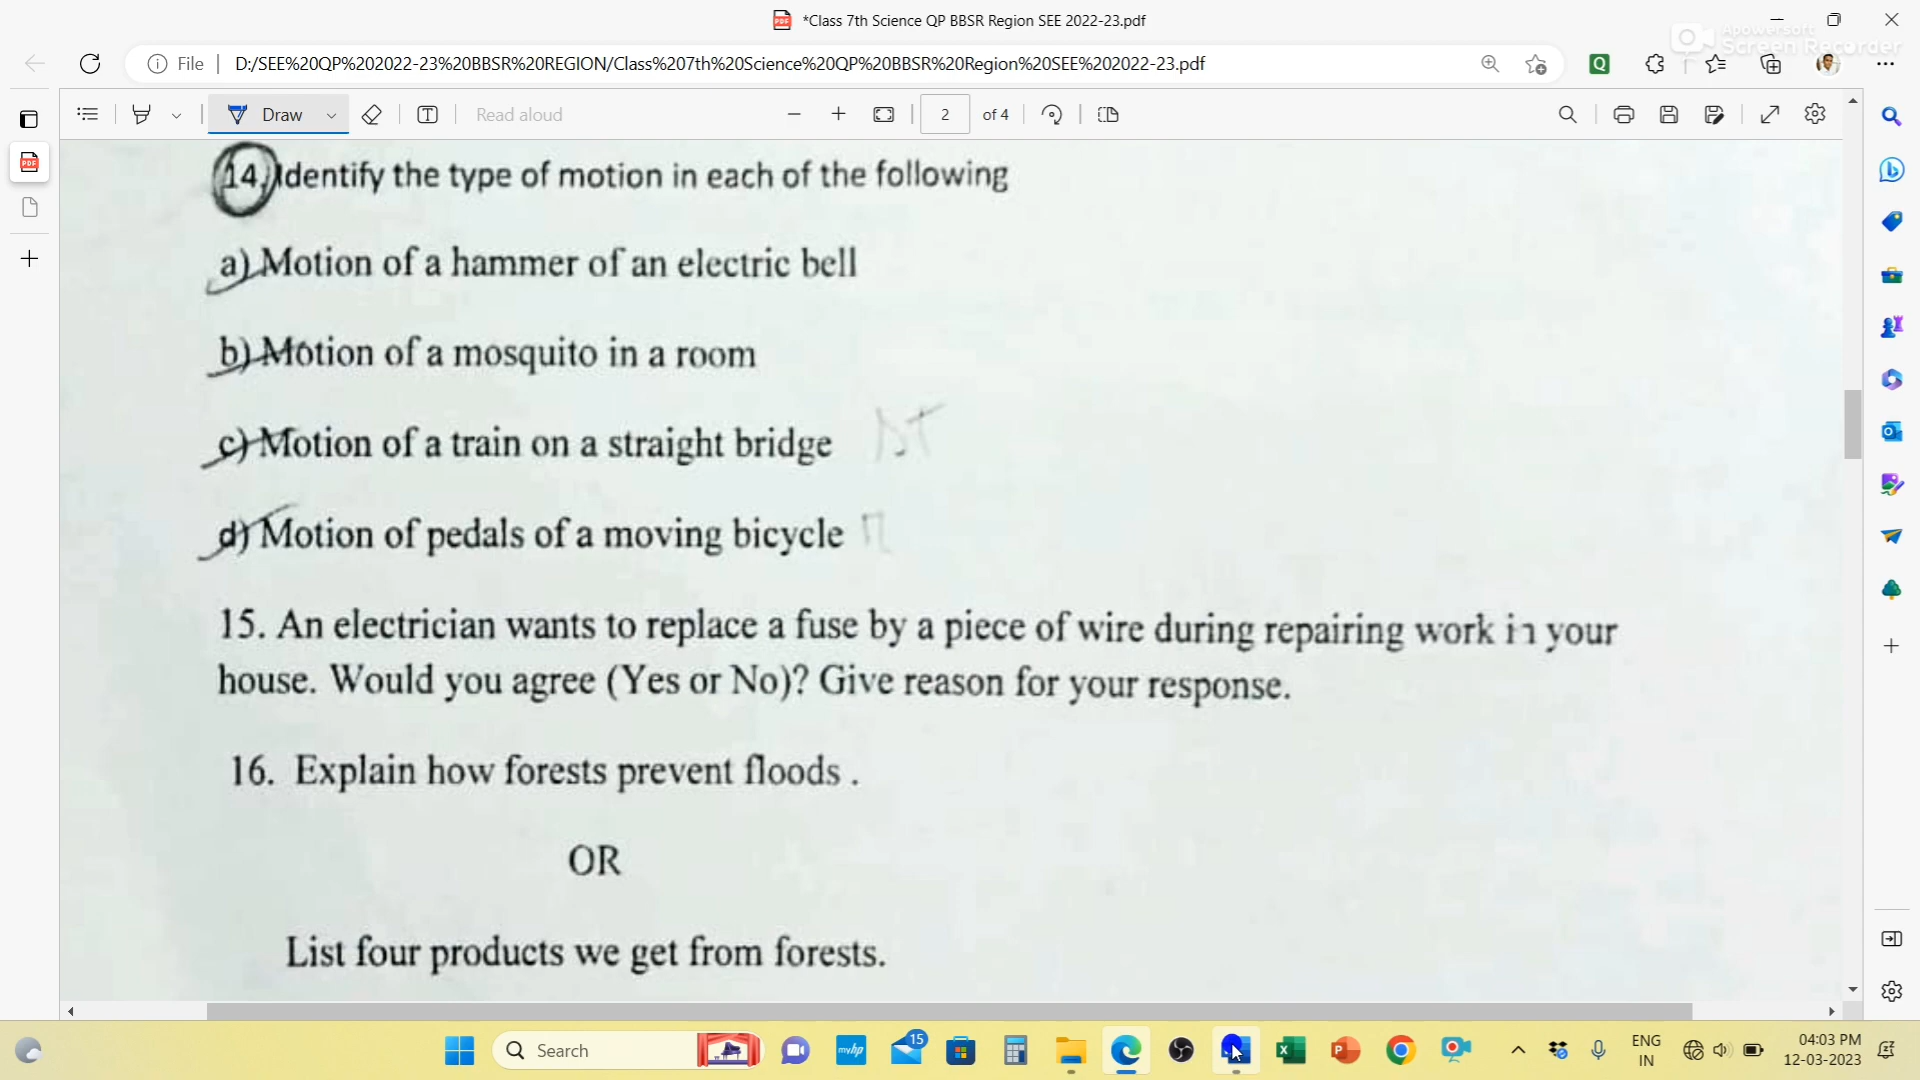 *Class 7th Science QP BBSR Region SEE 2022-23.pdf
Apowersoft
Screen Recorder
File
D:/SEE%20QP%202022-23%20BBSR%20REGION/Class%207th%20Science%20QP%20BBSR%20Region%20SEE%202022-23.pdf
Draw
Read aloud
2 of 4
14. Identify the type of motion in each of the following
a) Motion of a hammer of an electric bell
b) Motion of a mosquito in a room
c) Motion of a train on a straight bridge
d) Motion of pedals of a moving bicycle
15. An electrician wants to replace a fuse by a piece of wire during repairing work in your
house. Would you agree (Yes or No)? Give reason for your response.
16. Explain how forests prevent floods .
OR
List four products we get from forests.
Search
myhp
15
ENG
IN
04:03 PM
12-03-2023